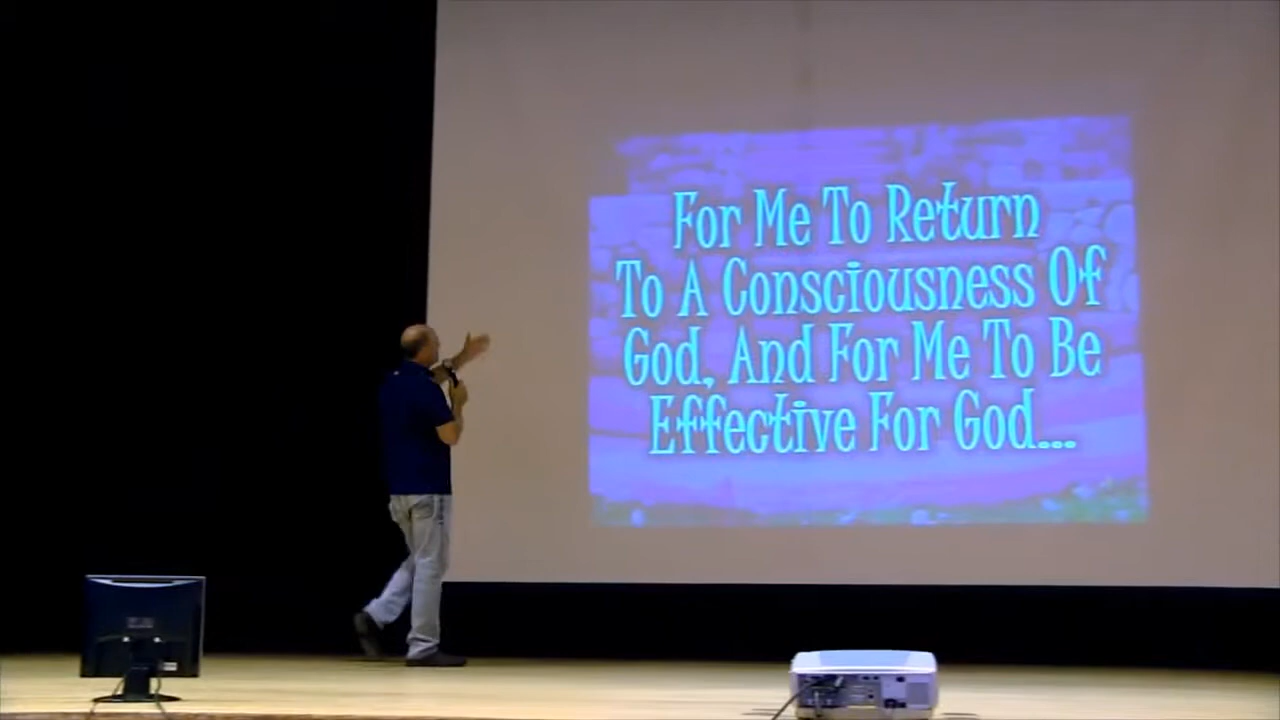 For Me To Return
To A Consciousness Of
God, And For Me To Be
Effective For God...